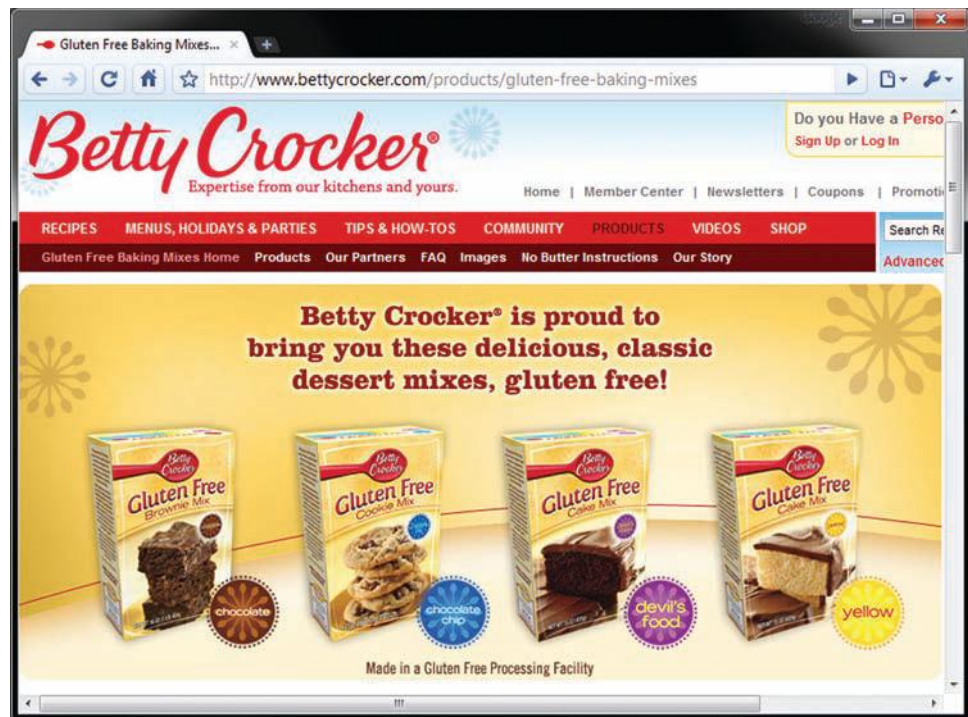 Gluten Free Baking Mixes...
http://www.bettycrocker.com/products/gluten-free-baking-mixes
Betty Crocker®
Expertise from our kitchens and yours.
Do you Have a Perso
Sign Up or Log In
Home | Member Center | Newsletters | Coupons | Promoti
RECIPES MENUS, HOLIDAYS & PARTIES TIPS & HOW-TOS COMMUNITY PRODUCTS VIDEOS SHOP
Search Re
Gluten Free Baking Mixes Home Products Our Partners FAQ Images No Butter Instructions Our Story
Advanced
Betty Crocker® is proud to
bring you these delicious, classic
dessert mixes, gluten free!
Betty Crocker
Gluten Free
Brownie Mix
chocolate
Betty Crocker
Gluten Free
Cookie Mix
chocolate
chip
Betty Crocker
Gluten Free
Cake Mix
devil's
food
Betty Crocker
Gluten Free
Cake Mix
yellow
Made in a Gluten Free Processing Facility